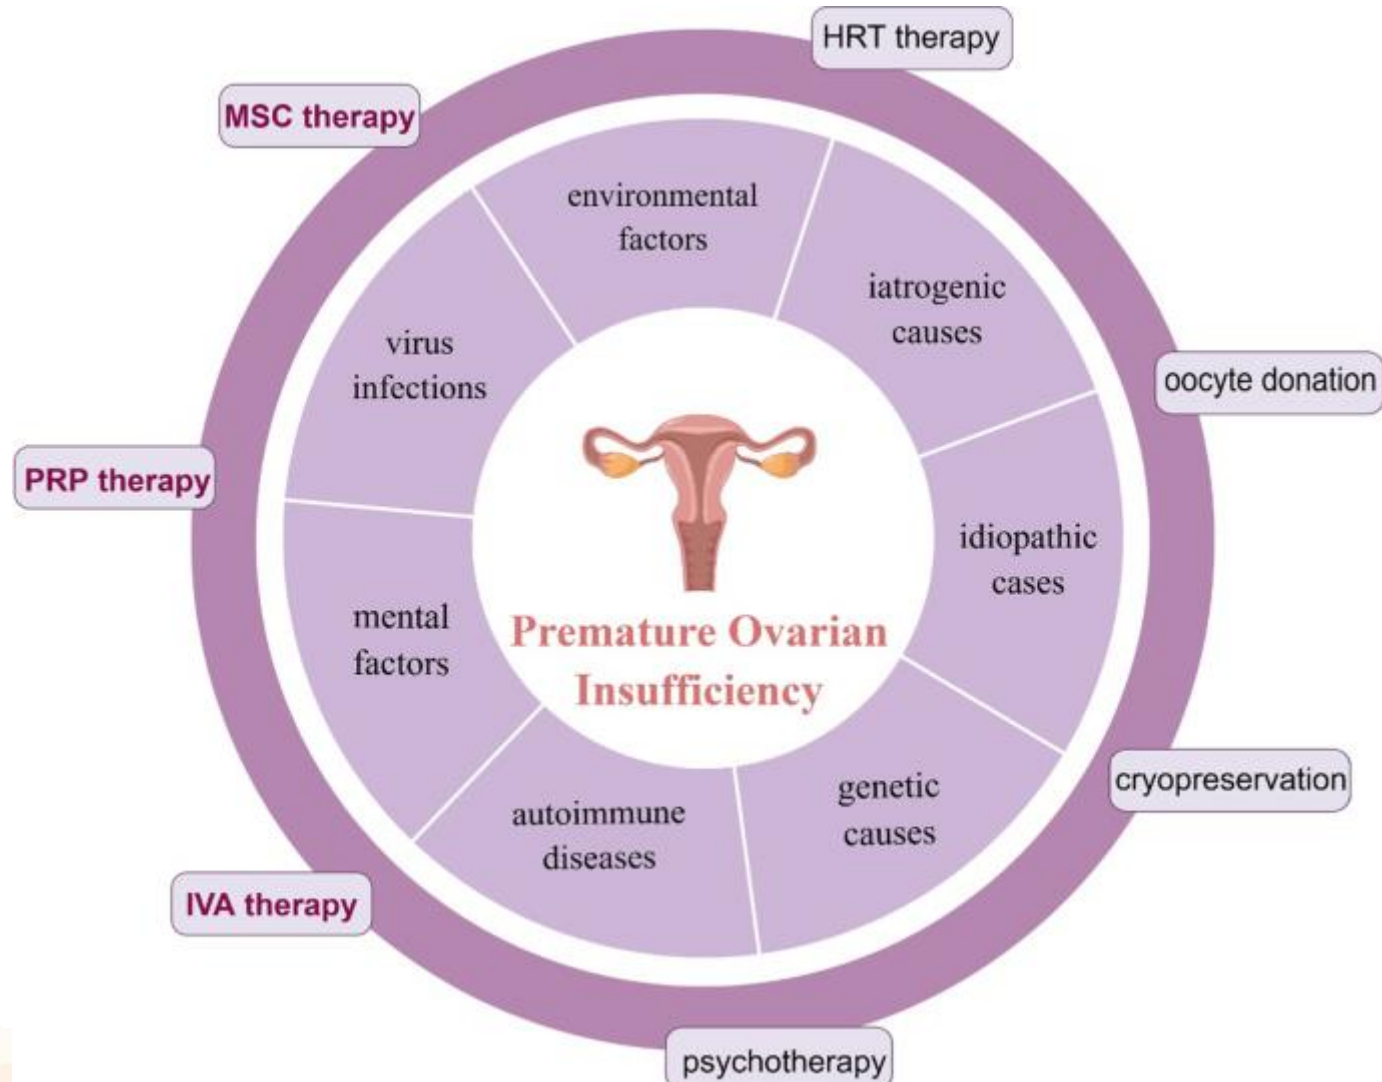 HRT therapy
MSC therapy
environmental
factors
iatrogenic
causes
virus
infections
oocyte donation
PRP therapy
idiopathic
cases
mental
factors
Premature Ovarian
Insufficiency
cryopreservation
genetic
causes
autoimmune
diseases
IVA therapy
psychotherapy